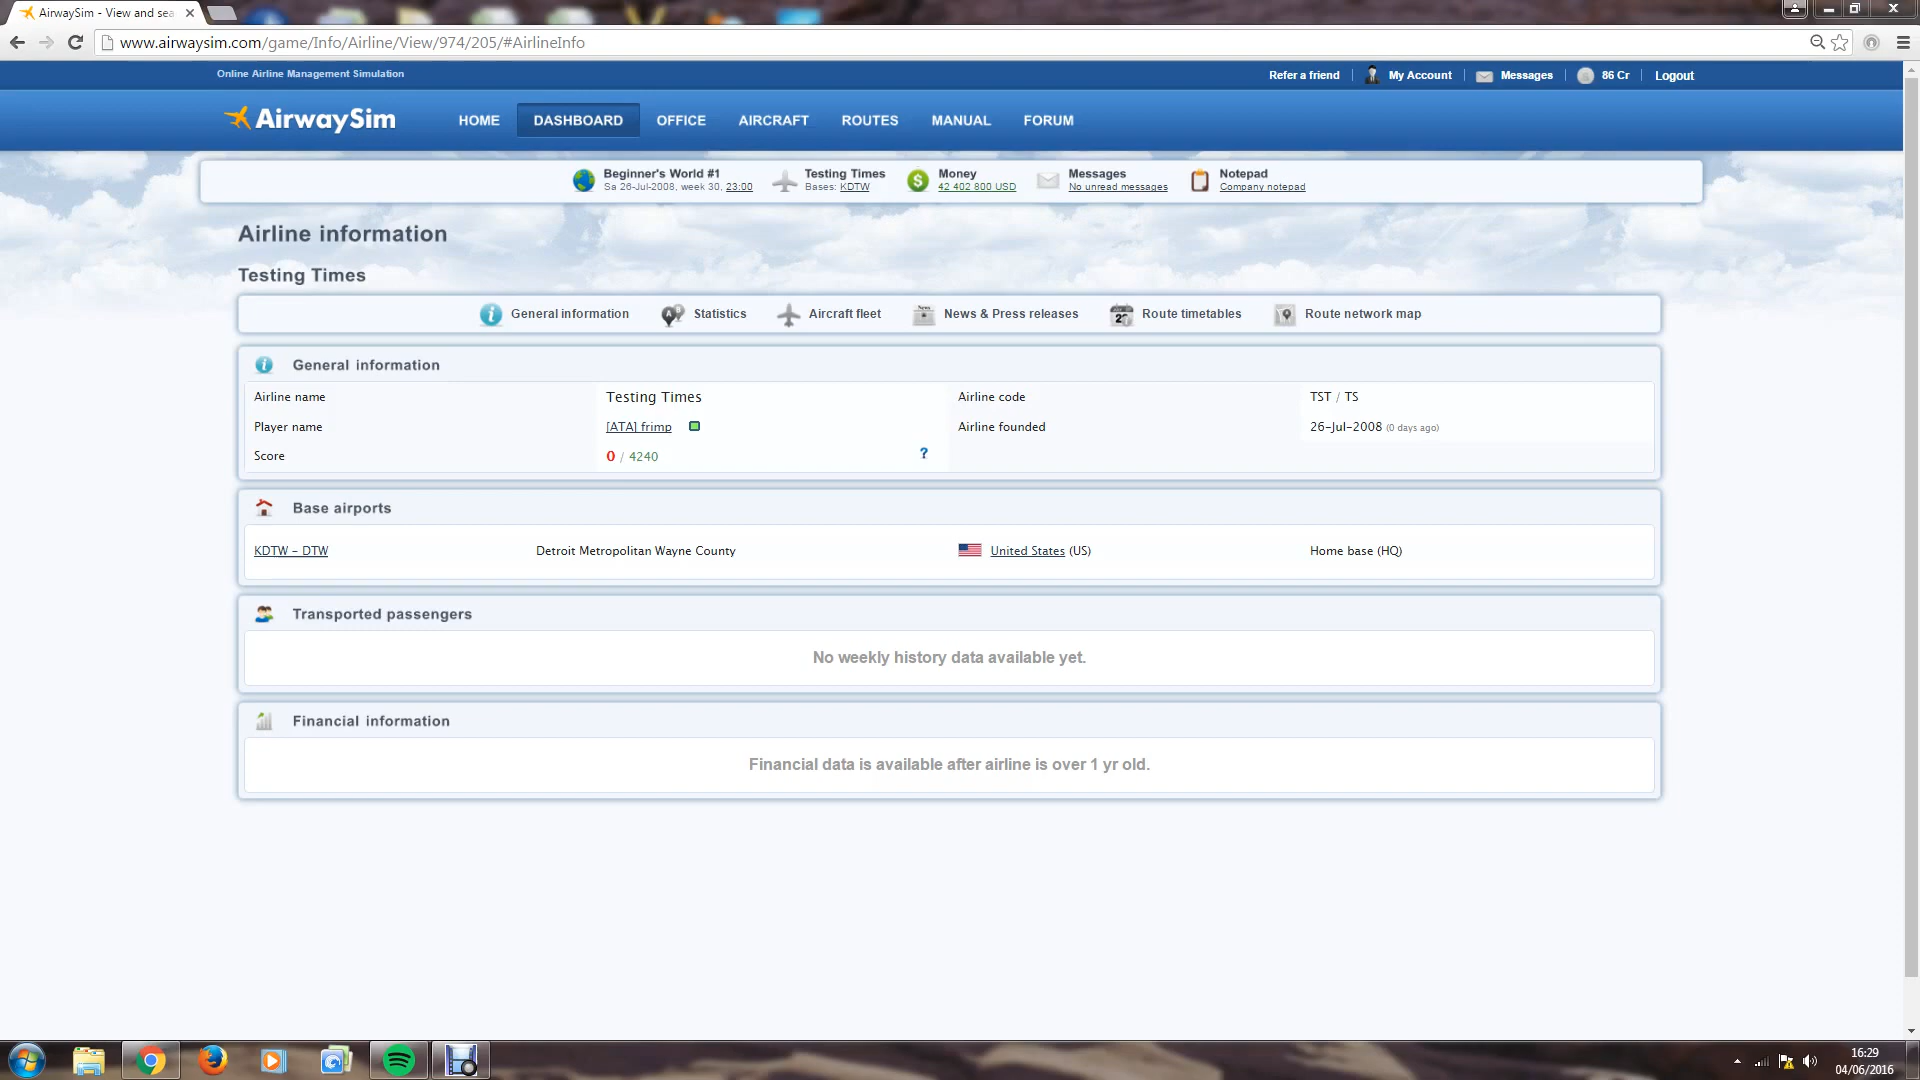 AirwaySim - View and sea
www.airwaysim.com/game/Info/Airline/View/974/205/#AirlineInfo
Online Airline Management Simulation
Refer a friend My Account Messages 86 Cr Logout
AirwaySim HOME DASHBOARD OFFICE AIRCRAFT ROUTES MANUAL FORUM
Beginner's World #1 Testing Times Money Messages Notepad
Sa 26-Jul-2008, week 30, 23:00 Bases: KDTW 42 402 800 USD No unread messages Company notepad
Airline information
Testing Times
General information Statistics Aircraft fleet News & Press releases Route timetables Route network map
General information
Airline name Testing Times Airline code TST / TS
Player name [ATA] frimp Airline founded 26-Jul-2008 (0 days ago)
Score 0 / 4240 ?
Base airports
KDTW - DTW Detroit Metropolitan Wayne County United States (US) Home base (HQ)
Transported passengers
No weekly history data available yet.
Financial information
Financial data is available after airline is over 1 yr old.
16:29
04/06/2016